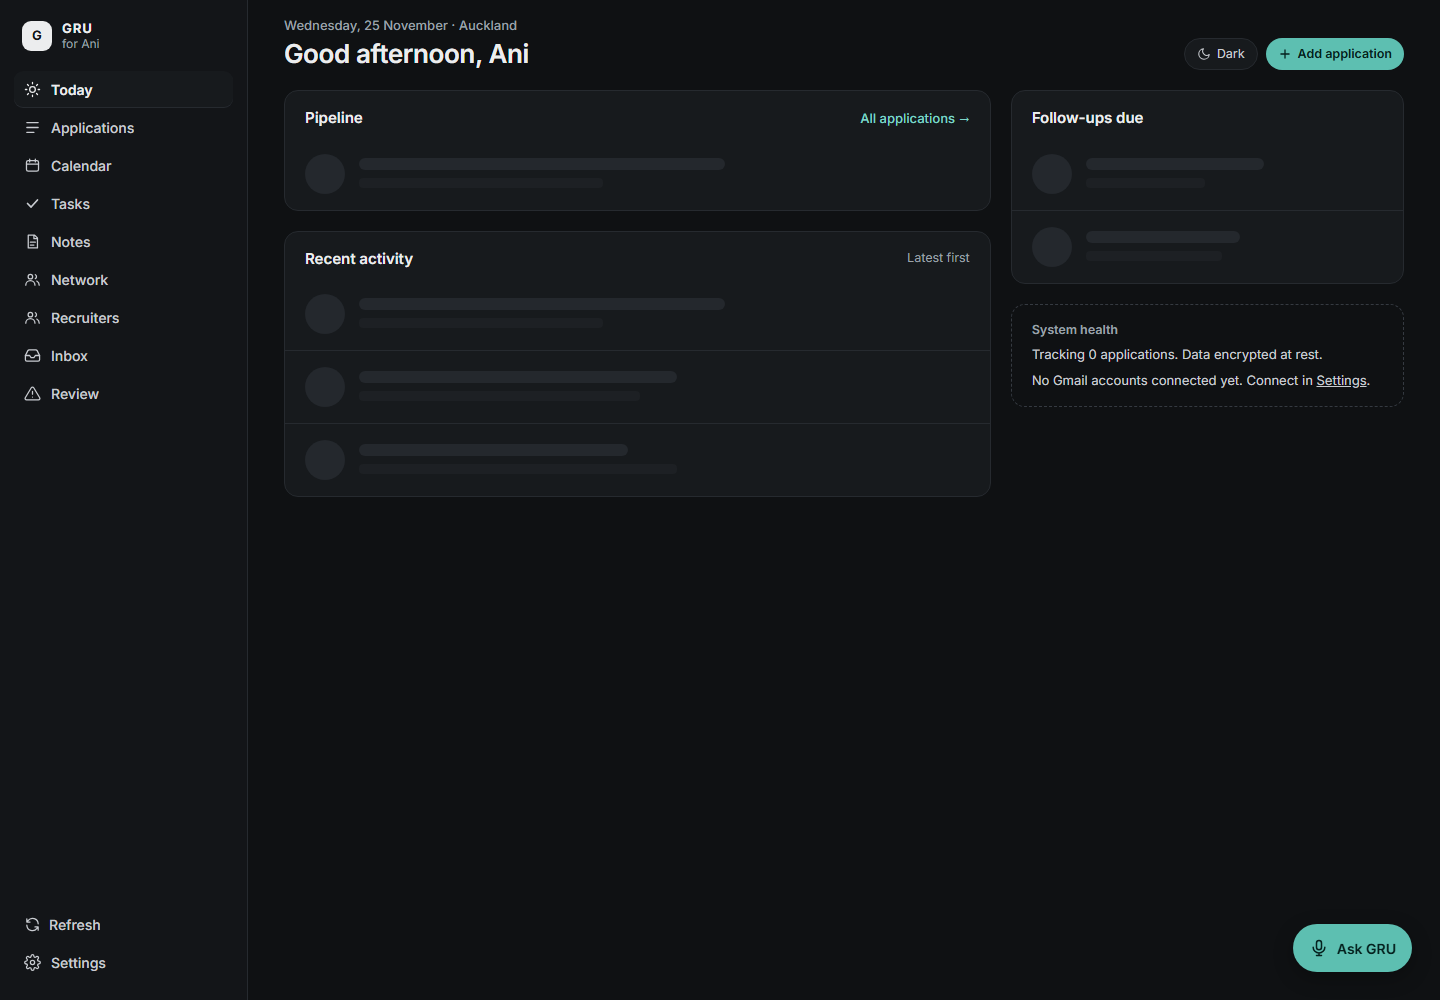 G
GRU
for Ani
Today
Applications
Calendar
Tasks
Notes
Network
Recruiters
Inbox
Review
Refresh
Settings
Wednesday, 25 November · Auckland
Good afternoon, Ani
Dark
+ Add application
Pipeline
All applications →
Recent activity
Latest first
Follow-ups due
System health
Tracking 0 applications. Data encrypted at rest.
No Gmail accounts connected yet. Connect in Settings.
Ask GRU